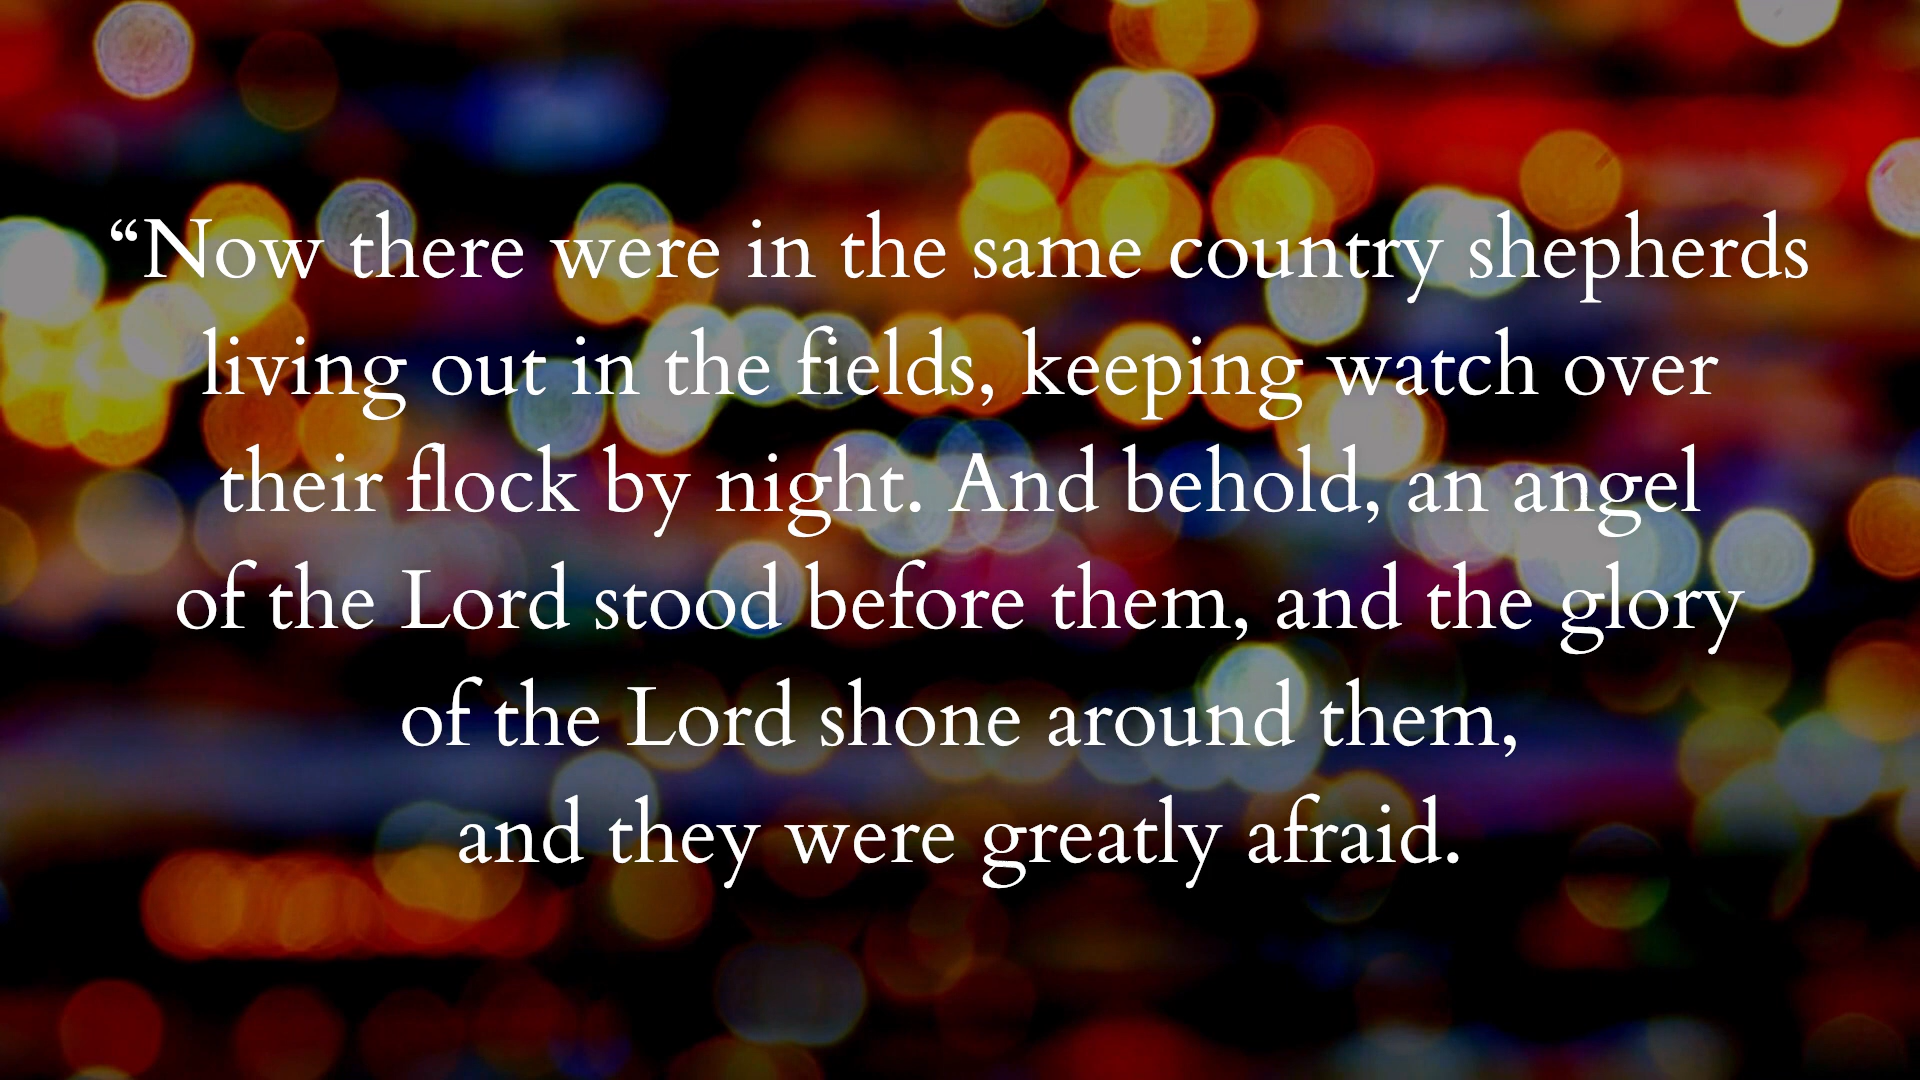 “Now there were in the same country shepherds
living out in the fields, keeping watch over
their flock by night. And behold, an angel
of the Lord stood before them, and the glory
of the Lord shone around them,
and they were greatly afraid.